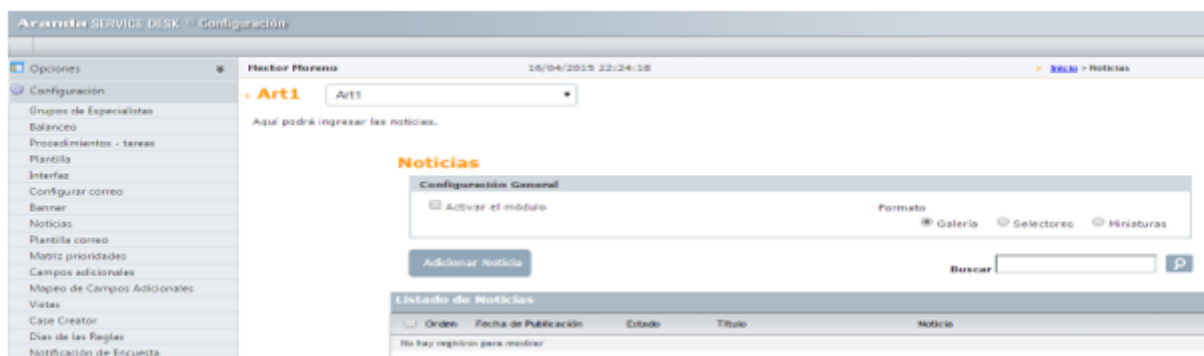 Aranda SERVICE DESK ® Configuración
Opciones
Hector Moreno
16/04/2015 22:24:18
Inicio > Noticias
Configuración
Art1
Art1
Grupos de Especialistas
Aquí podrá ingresar las noticias.
Balanceo
Procedimientos - tareas
Plantilla
Interfaz
Configurar correo
Banner
Noticias
Plantilla correo
Matriz prioridades
Campos adicionales
Mapeo de Campos Adicionales
Vistas
Case Creator
Dias de las Reglas
Notificación de Encuesta
Noticias
Configuración General
Activar el módulo
Formato
Galería
Selectores
Miniaturas
Adicionar Noticia
Buscar
Listado de Noticias
Orden Fecha de Publicación Estado Título Noticia
No hay registros para mostrar